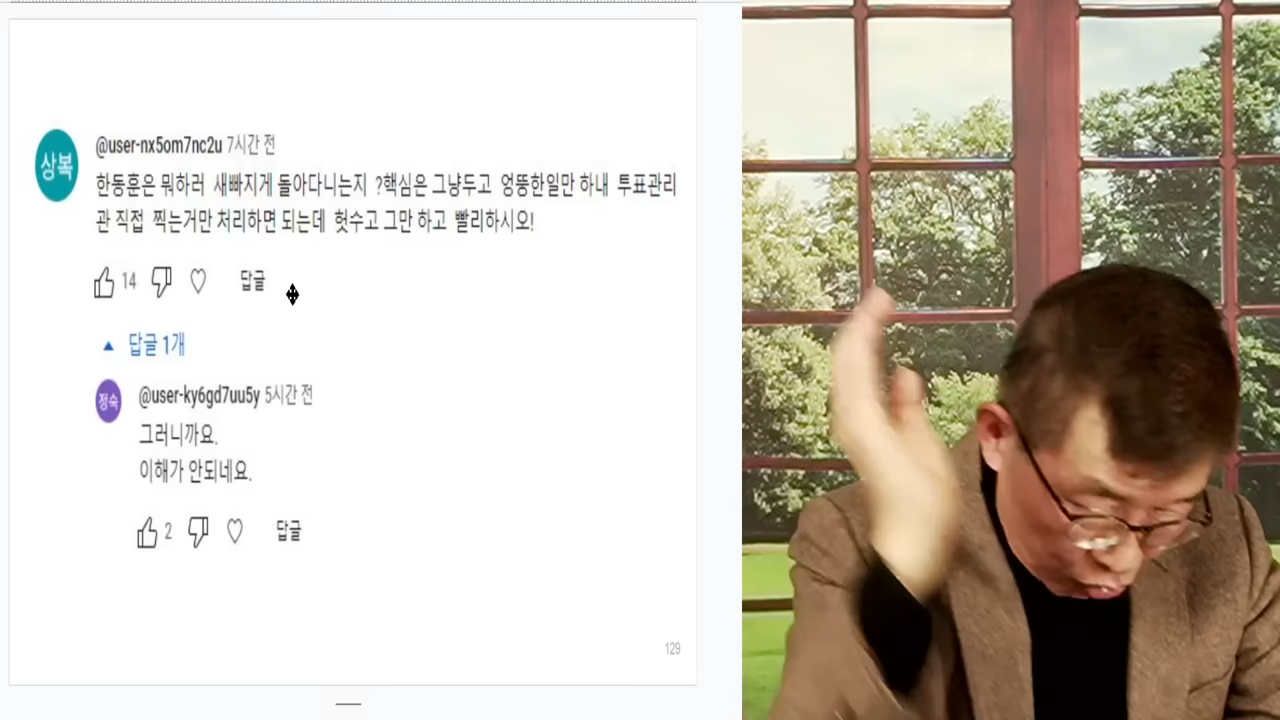 상복
@user-nx5om7nc2u 7시간 전
한동훈은 뭐하러 새빠지게 돌아다니는지 ?핵심은 그냥두고 엉뚱한일만 하내 투표관리
관 직접 찍는거만 처리하면 되는데 헛수고 그만 하고 빨리하시오!
14 답글
답글 1개
정숙
@user-ky6gd7uu5y 5시간 전
그러니까요.
이해가 안되네요.
2 답글
129